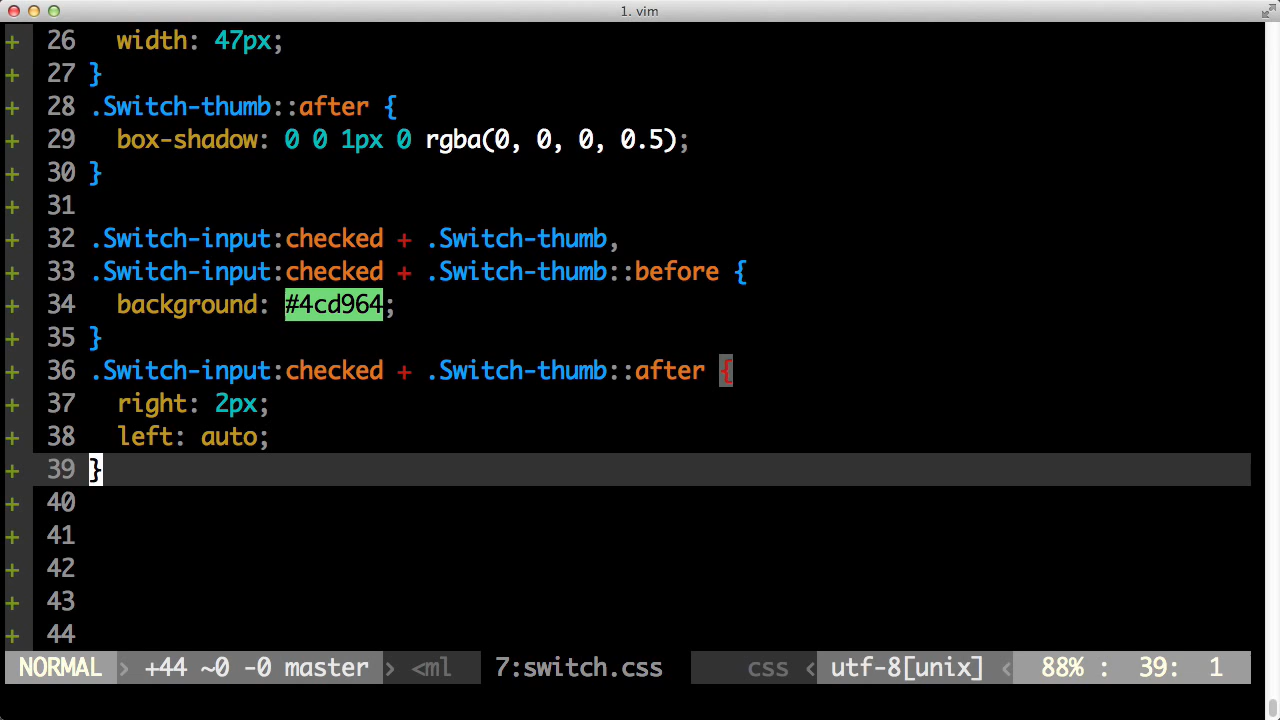 1. vim
+ 26   width: 47px;
+ 27 }
+ 28 .Switch-thumb::after {
+ 29   box-shadow: 0 0 1px 0 rgba(0, 0, 0, 0.5);
+ 30 }
+ 31
+ 32 .Switch-input:checked + .Switch-thumb,
+ 33 .Switch-input:checked + .Switch-thumb::before {
+ 34   background: #4cd964;
+ 35 }
+ 36 .Switch-input:checked + .Switch-thumb::after {
+ 37   right: 2px;
+ 38   left: auto;
+ 39 }
+ 40
+ 41
+ 42
+ 43
+ 44
NORMAL › +44 ~0 -0 master › <ml 7:switch.css css ‹ utf-8[unix] ‹ 88% : 39: 1